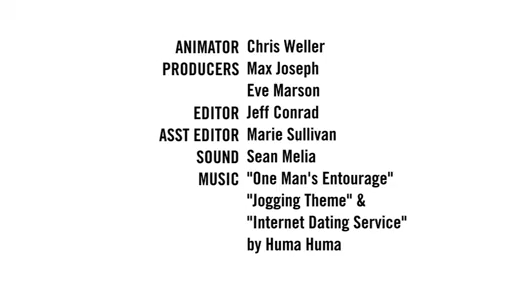 ANIMATOR Chris Weller
PRODUCERS Max Joseph
Eve Marson
EDITOR Jeff Conrad
ASST EDITOR Marie Sullivan
SOUND Sean Melia
MUSIC "One Man's Entourage"
"Jogging Theme" &
"Internet Dating Service"
by Huma Huma